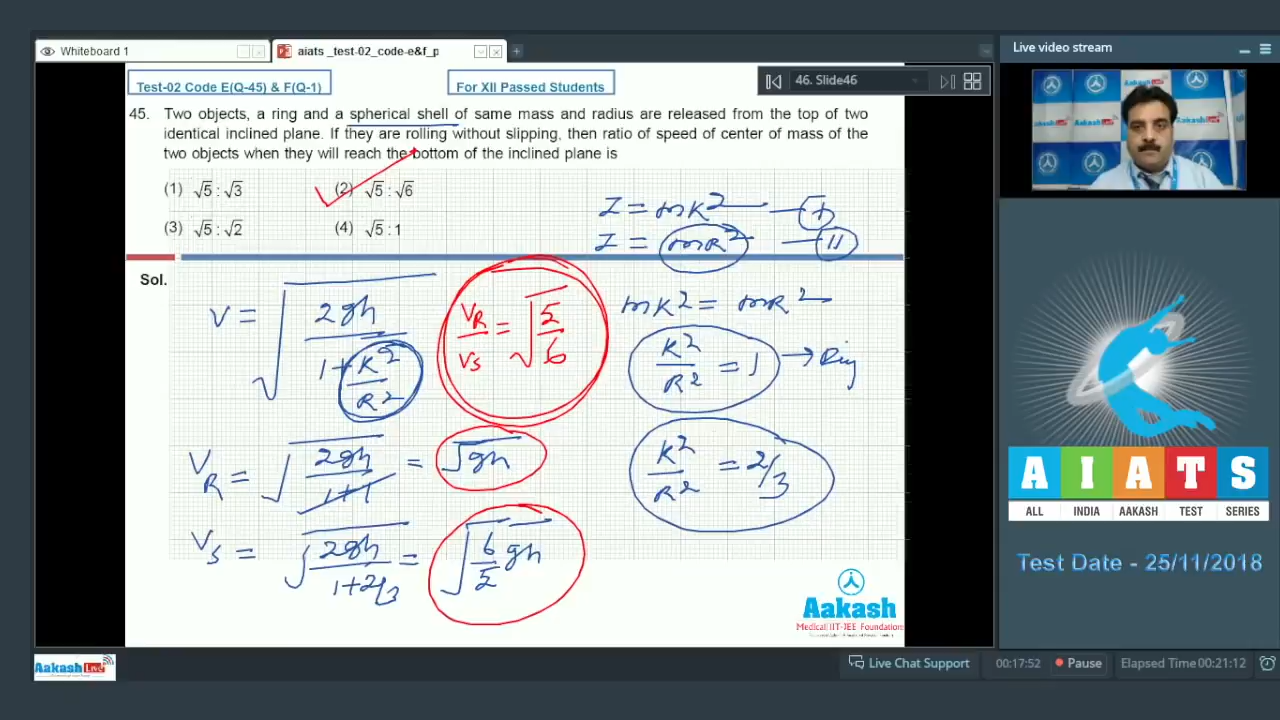 Whiteboard 1
aiats _test-02_code-e&f_p
46. Slide46
Live video stream
Test-02 Code E(Q-45) & F(Q-1)
For XII Passed Students
45. Two objects, a ring and a spherical shell of same mass and radius are released from the top of two
identical inclined plane. If they are rolling without slipping, then ratio of speed of center of mass of the
two objects when they will reach the bottom of the inclined plane is
(1) √5 : √3
(2) √5 : √6
(3) √5 : √2
(4) √5 : 1
I = mK² — (I)
I = mR² — (II)
Sol.
V = √(2gh / (1 + K²/R²))
V_R / V_S = √(5/6)
mK² = mR²
K²/R² = 1 → Ring
V_R = √(2gh / (1+1)) = √gh
K²/R² = 2/3
V_S = √(2gh / (1+2/3)) = √(6/5 gh)
AIATS
ALL INDIA AAKASH TEST SERIES
Test Date - 25/11/2018
Aakash
Medical|IIT-JEE|Foundations
Aakash Live
Live Chat Support
00:17:52
Pause
Elapsed Time 00:21:12